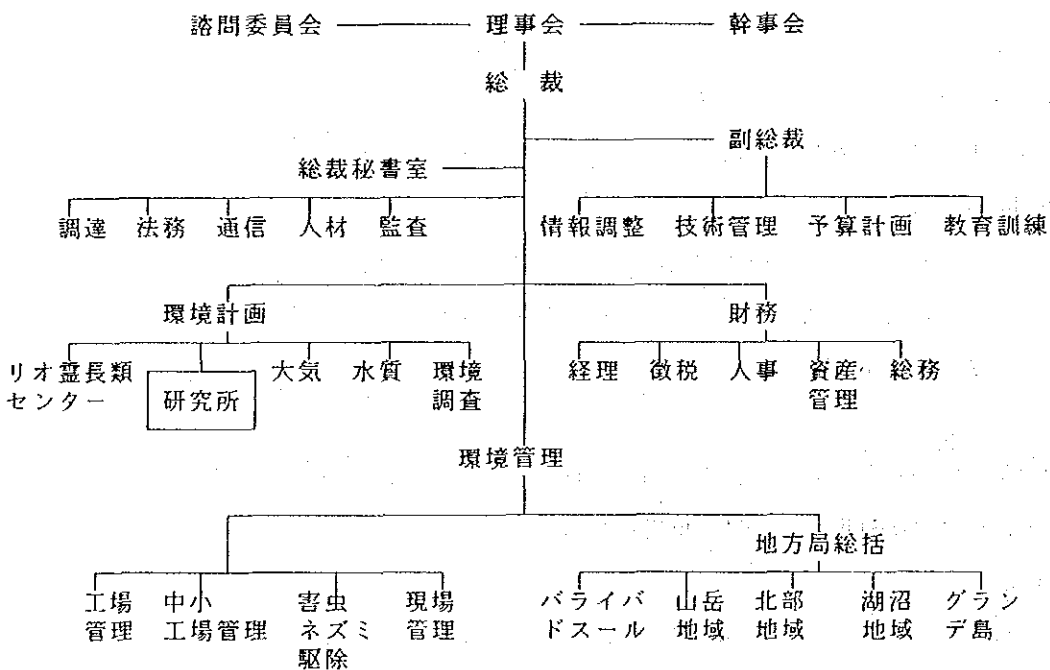 諮問委員会 理事会 幹事会
総裁
副総裁
総裁秘書室
調達 法務 通信 人材 監査 情報調整 技術管理 予算計画 教育訓練
環境計画 財務
リオ霊長類 大気 水質 環境 経理 徴税 人事 資産 総務
センター 研究所 調査 管理
環境管理
地方局総括
工場 中小 害虫 現場 バライバ 山岳 北部 湖沼 グラン
管理 工場管理 ネズミ 管理 ドスール 地域 地域 地域 デ島
駆除